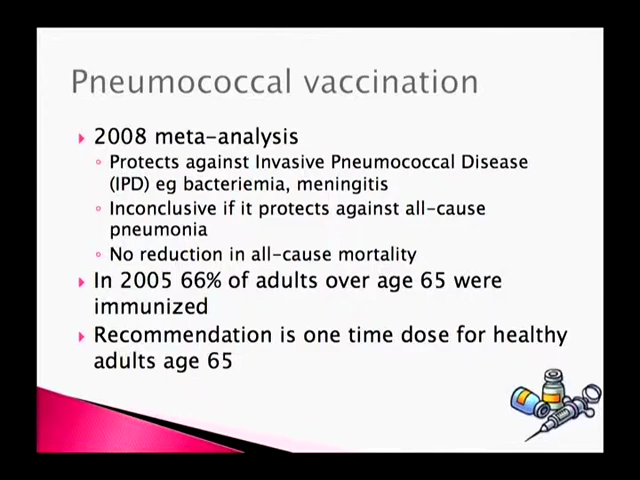 Pneumococcal vaccination
2008 meta-analysis
Protects against Invasive Pneumococcal Disease
(IPD) eg bacteriemia, meningitis
Inconclusive if it protects against all-cause
pneumonia
No reduction in all-cause mortality
In 2005 66% of adults over age 65 were
immunized
Recommendation is one time dose for healthy
adults age 65